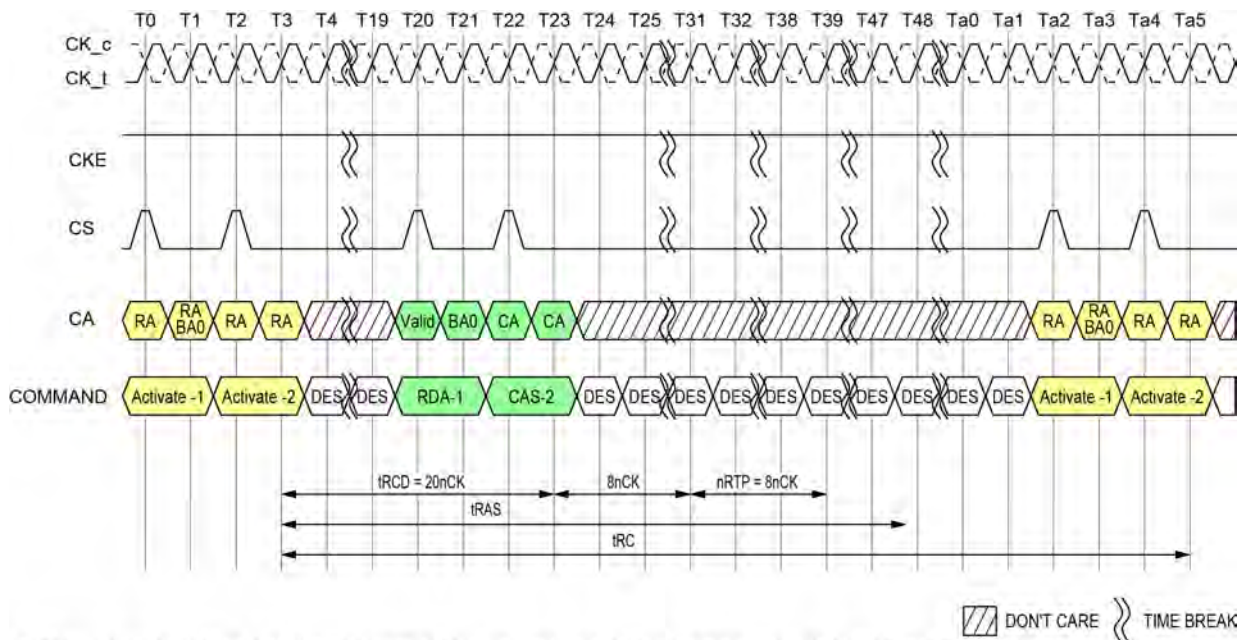 T0 T1 T2 T3 T4 T19 T20 T21 T22 T23 T24 T25 T31 T32 T38 T39 T47 T48 Ta0 Ta1 Ta2 Ta3 Ta4 Ta5
CK_c
CK_t
CKE
CS
CA RA RA BA0 RA RA Valid BA0 CA CA RA RA BA0 RA RA
COMMAND Activate -1 Activate -2 DES DES RDA-1 CAS-2 DES DES DES DES DES DES DES DES DES DES Activate -1 Activate -2
tRCD = 20nCK 8nCK nRTP = 8nCK
tRAS
tRC
DON'T CARE TIME BREAK